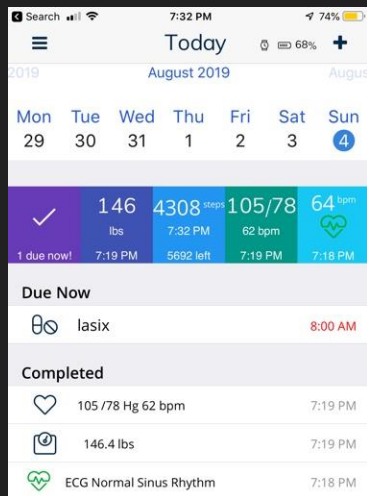 Search 7:32 PM 74%
Today 68% +
2019 August 2019 Augus
Mon Tue Wed Thu Fri Sat Sun
29 30 31 1 2 3 4
146 4308 steps 105/78 64 bpm
lbs 7:32 PM 62 bpm
1 due now! 7:19 PM 5692 left 7:19 PM 7:18 PM
Due Now
lasix 8:00 AM
Completed
105 /78 Hg 62 bpm 7:19 PM
146.4 lbs 7:19 PM
ECG Normal Sinus Rhythm 7:18 PM